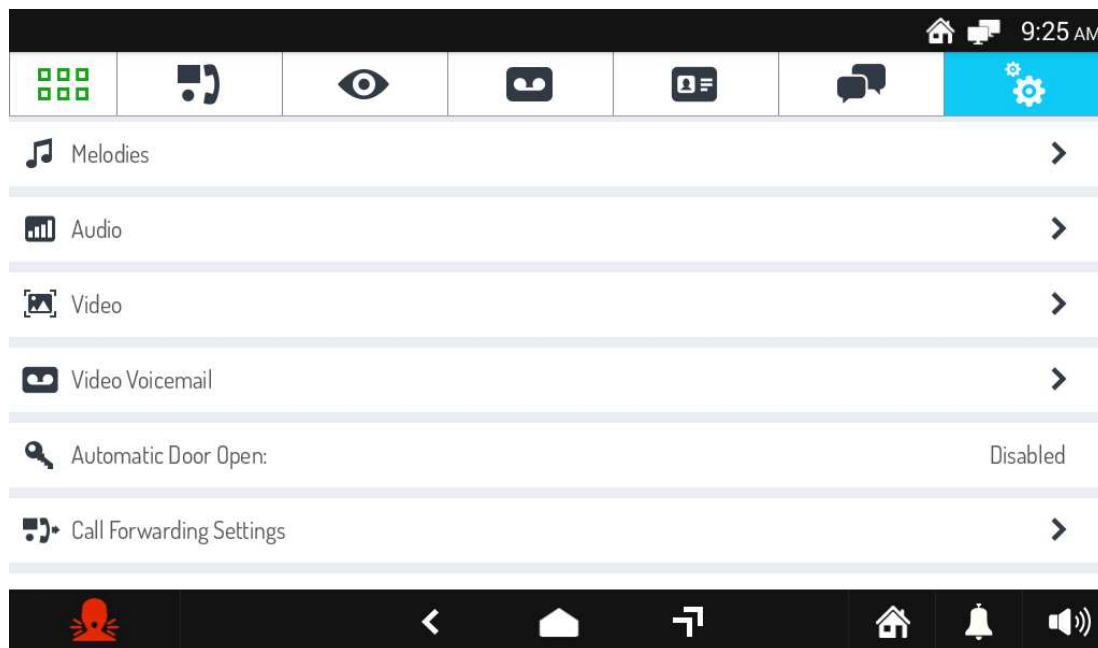 9:25 AM
Melodies
Audio
Video
Video Voicemail
Automatic Door Open: Disabled
Call Forwarding Settings